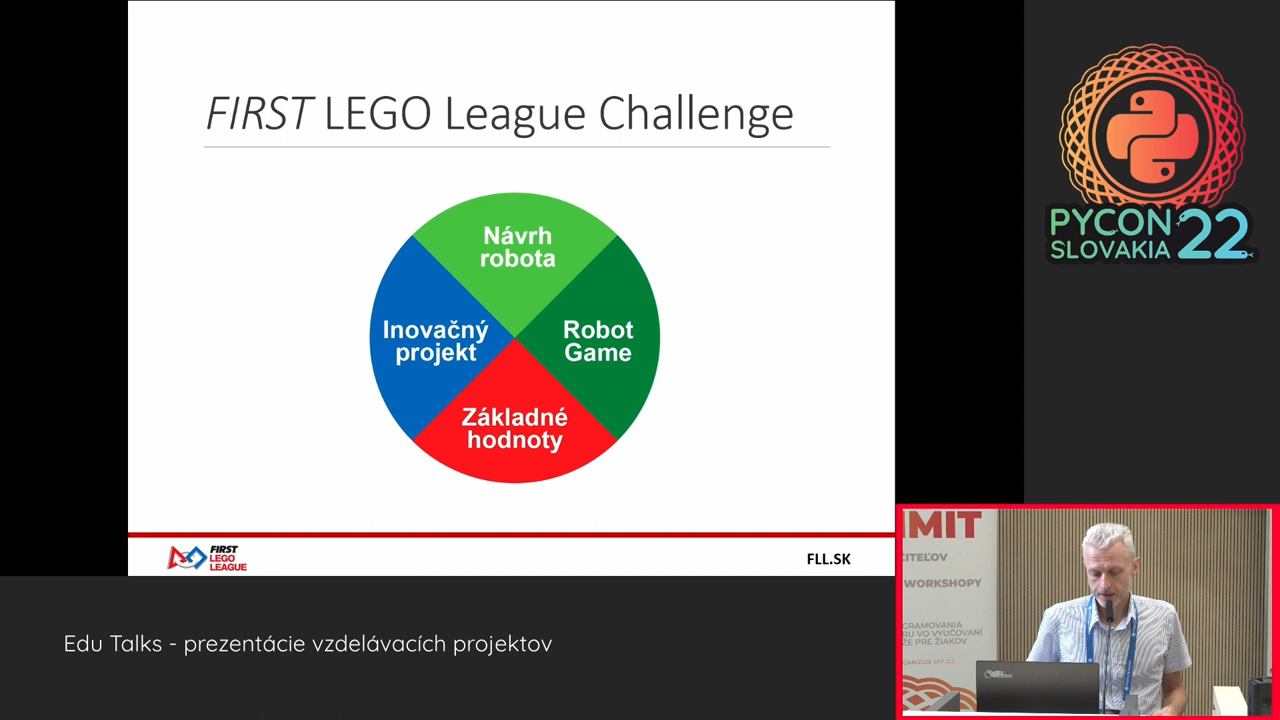 FIRST LEGO League Challenge
Návrh
robota
Inovačný
projekt
Robot
Game
Základné
hodnoty
FIRST
LEGO
LEAGUE
FLL.SK
PYCON
SLOVAKIA 22
MIT
WORKSHOPY
GRAMOVANIA
RU VO VYUČOVANÍ
ŽE PRE ŽIAKOV
Edu Talks - prezentácie vzdelávacích projektov